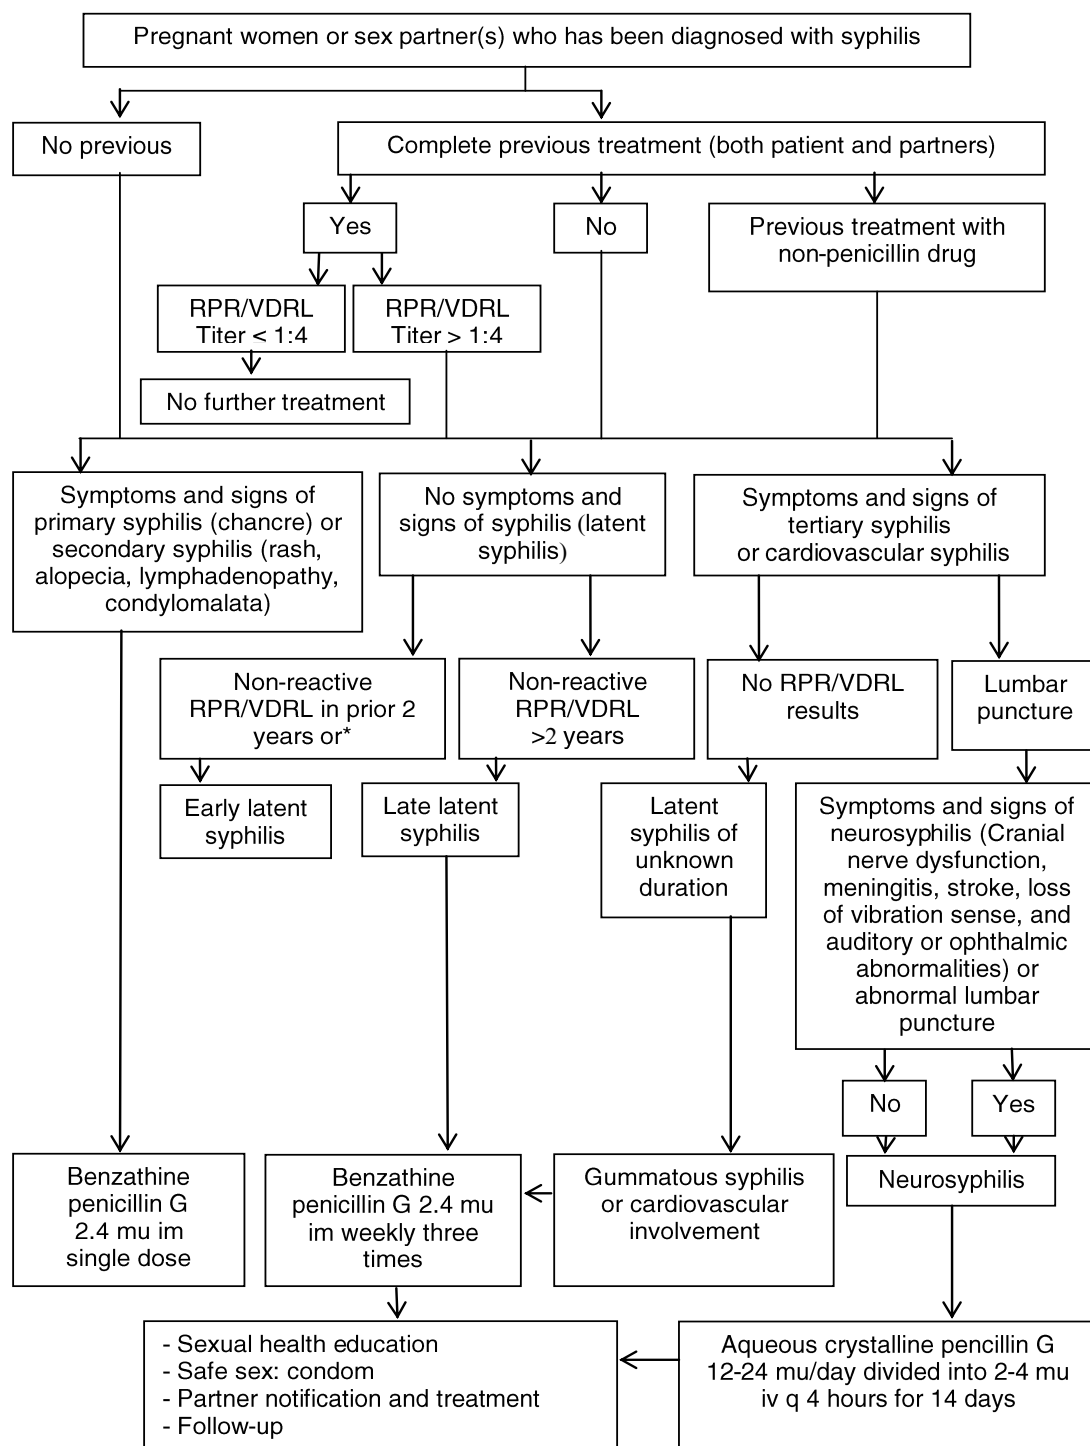 Pregnant women or sex partner(s) who has been diagnosed with syphilis
No previous
Complete previous treatment (both patient and partners)
Yes
No
Previous treatment with
non-penicillin drug
RPR/VDRL
Titer < 1:4
RPR/VDRL
Titer > 1:4
No further treatment
Symptoms and signs of
primary syphilis (chancre) or
secondary syphilis (rash,
alopecia, lymphadenopathy,
condylomalata)
No symptoms and
signs of syphilis (latent
syphilis)
Symptoms and signs of
tertiary syphilis
or cardiovascular syphilis
Non-reactive
RPR/VDRL in prior 2
years or*
Non-reactive
RPR/VDRL
>2 years
No RPR/VDRL
results
Lumbar
puncture
Early latent
syphilis
Late latent
syphilis
Latent
syphilis of
unknown
duration
Symptoms and signs of
neurosyphilis (Cranial
nerve dysfunction,
meningitis, stroke, loss
of vibration sense, and
auditory or ophthalmic
abnormalities) or
abnormal lumbar
puncture
No
Yes
Benzathine
penicillin G
2.4 mu im
single dose
Benzathine
penicillin G 2.4 mu
im weekly three
times
Gummatous syphilis
or cardiovascular
involvement
Neurosyphilis
- Sexual health education
- Safe sex: condom
- Partner notification and treatment
- Follow-up
Aqueous crystalline pencillin G
12-24 mu/day divided into 2-4 mu
iv q 4 hours for 14 days